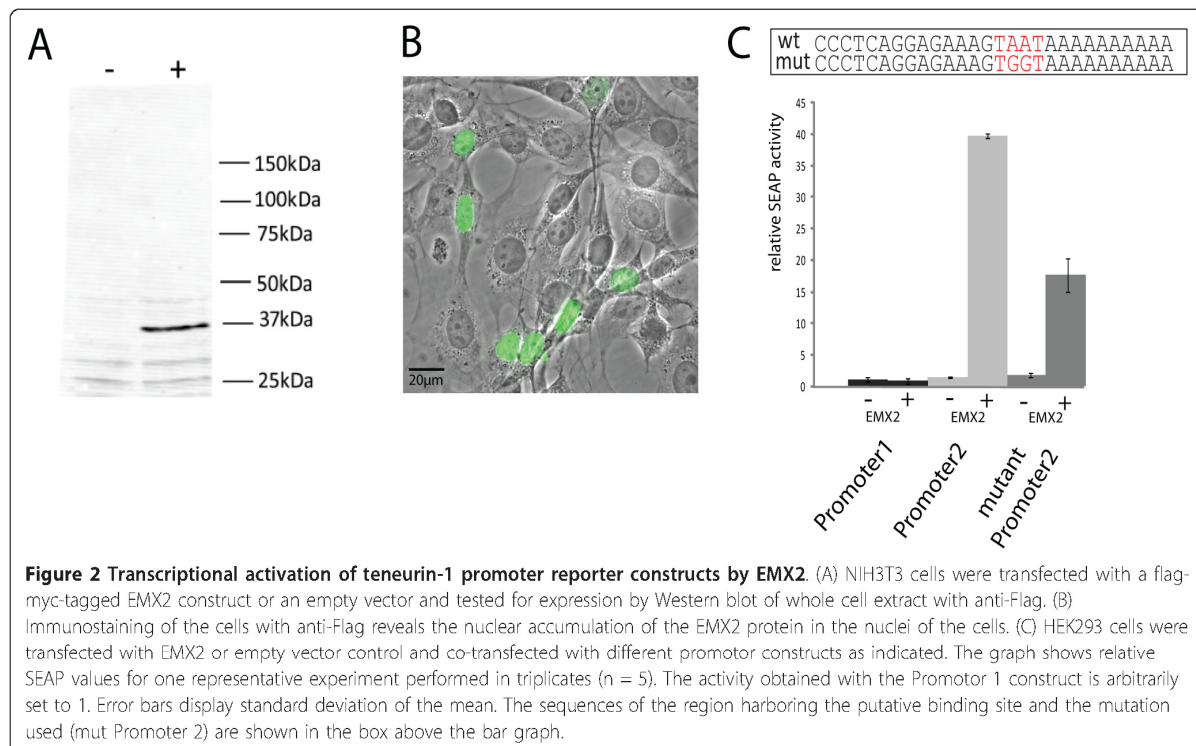 A
- +
150kDa
100kDa
75kDa
50kDa
37kDa
25kDa
B
20μm
C
wt CCCTCAGGAGAAAGTAATAAAAAAAAAA
mut CCCTCAGGAGAAAGTGGTAAAAAAAAAA
relative SEAP activity
45
40
35
30
25
20
15
10
5
0
- + - + - +
EMX2 EMX2 EMX2
Promoter1
Promoter2
mutant
Promoter2
Figure 2 Transcriptional activation of teneurin-1 promoter reporter constructs by EMX2. (A) NIH3T3 cells were transfected with a flag-
myc-tagged EMX2 construct or an empty vector and tested for expression by Western blot of whole cell extract with anti-Flag. (B)
Immunostaining of the cells with anti-Flag reveals the nuclear accumulation of the EMX2 protein in the nuclei of the cells. (C) HEK293 cells were
transfected with EMX2 or empty vector control and co-transfected with different promotor constructs as indicated. The graph shows relative
SEAP values for one representative experiment performed in triplicates (n = 5). The activity obtained with the Promotor 1 construct is arbitrarily
set to 1. Error bars display standard deviation of the mean. The sequences of the region harboring the putative binding site and the mutation
used (mut Promoter 2) are shown in the box above the bar graph.